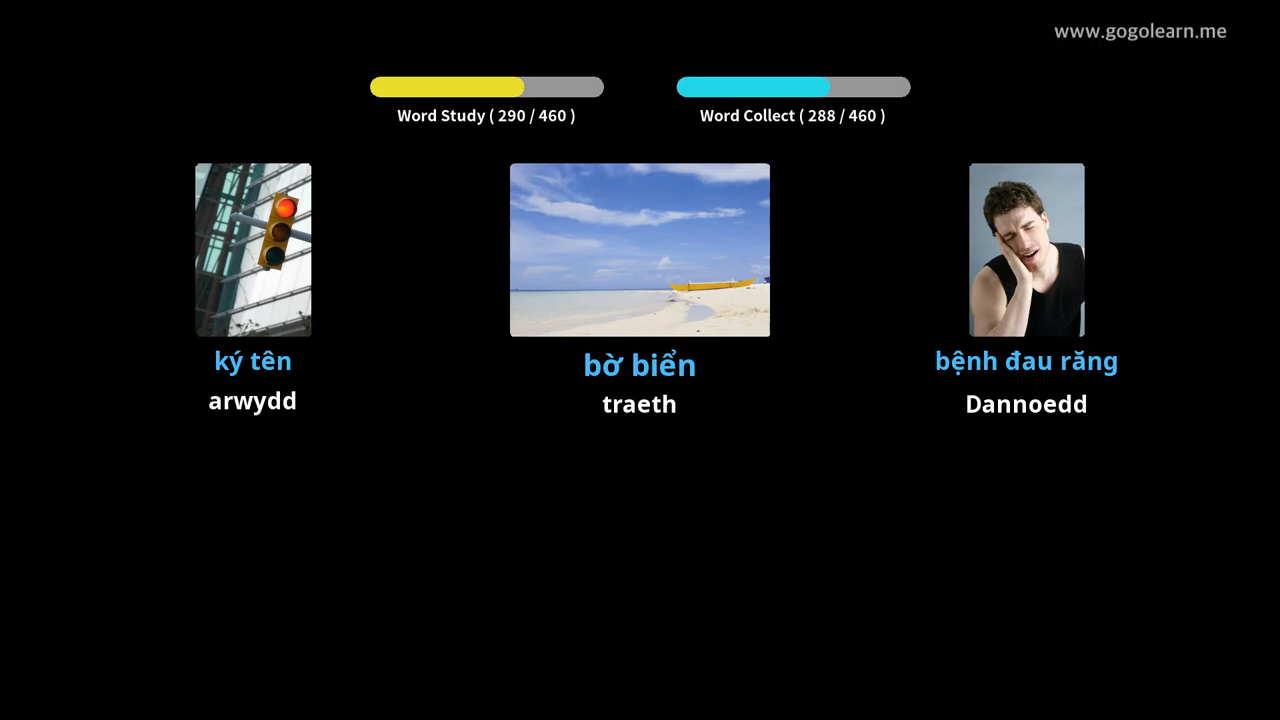 www.gogolearn.me
Word Study ( 290 / 460 )
Word Collect ( 288 / 460 )
ký tên
bờ biển
bệnh đau răng
arwydd
traeth
Dannoedd